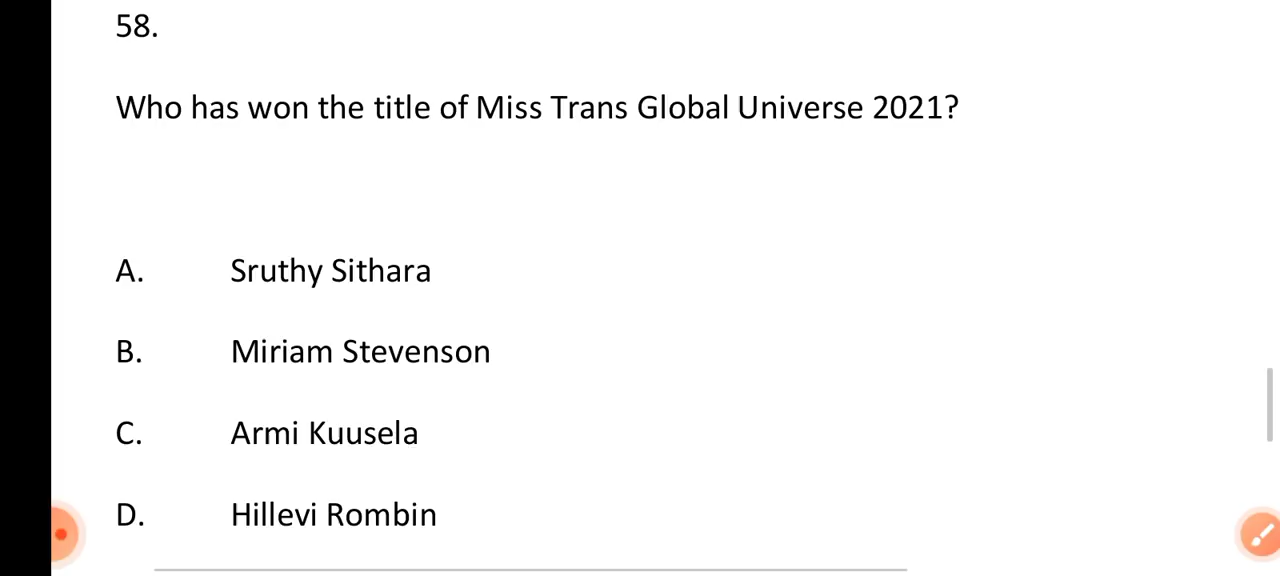 58.
Who has won the title of Miss Trans Global Universe 2021?
A. Sruthy Sithara
B. Miriam Stevenson
C. Armi Kuusela
D. Hillevi Rombin